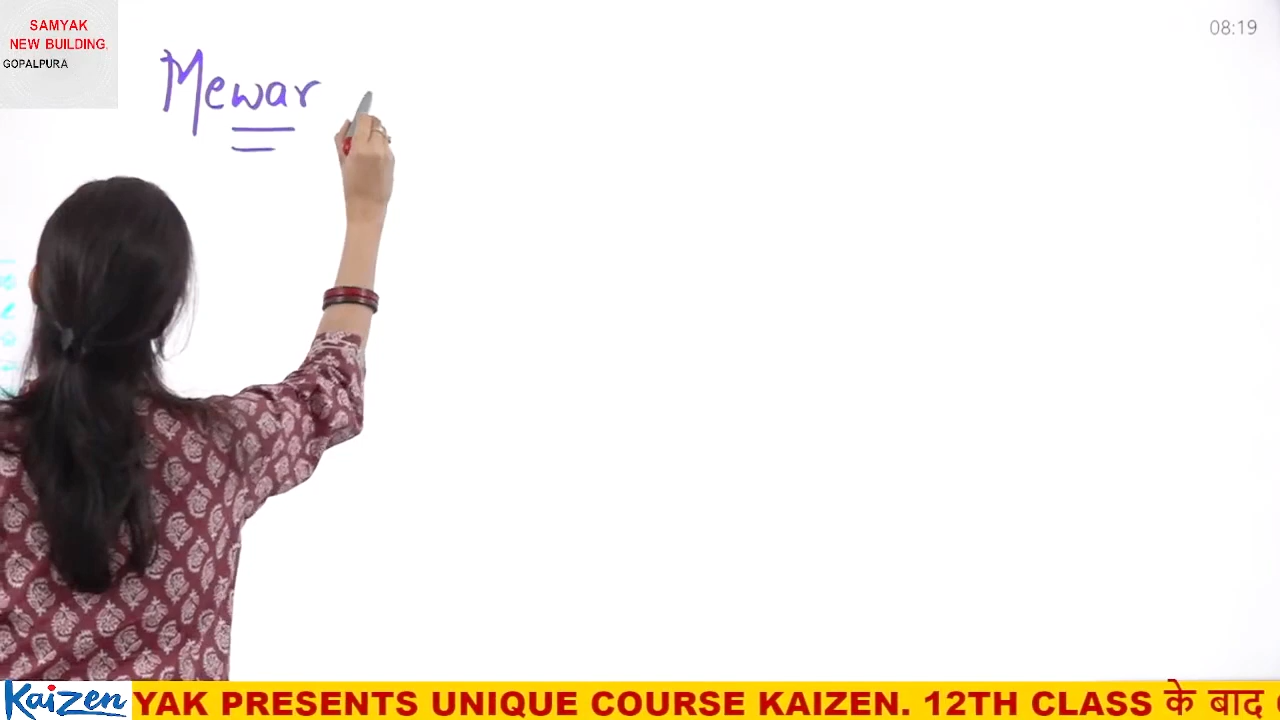 SAMYAK
NEW BUILDING,
GOPALPURA
08:19
Mewar
Kaizen
YAK PRESENTS UNIQUE COURSE KAIZEN. 12TH CLASS के बाद